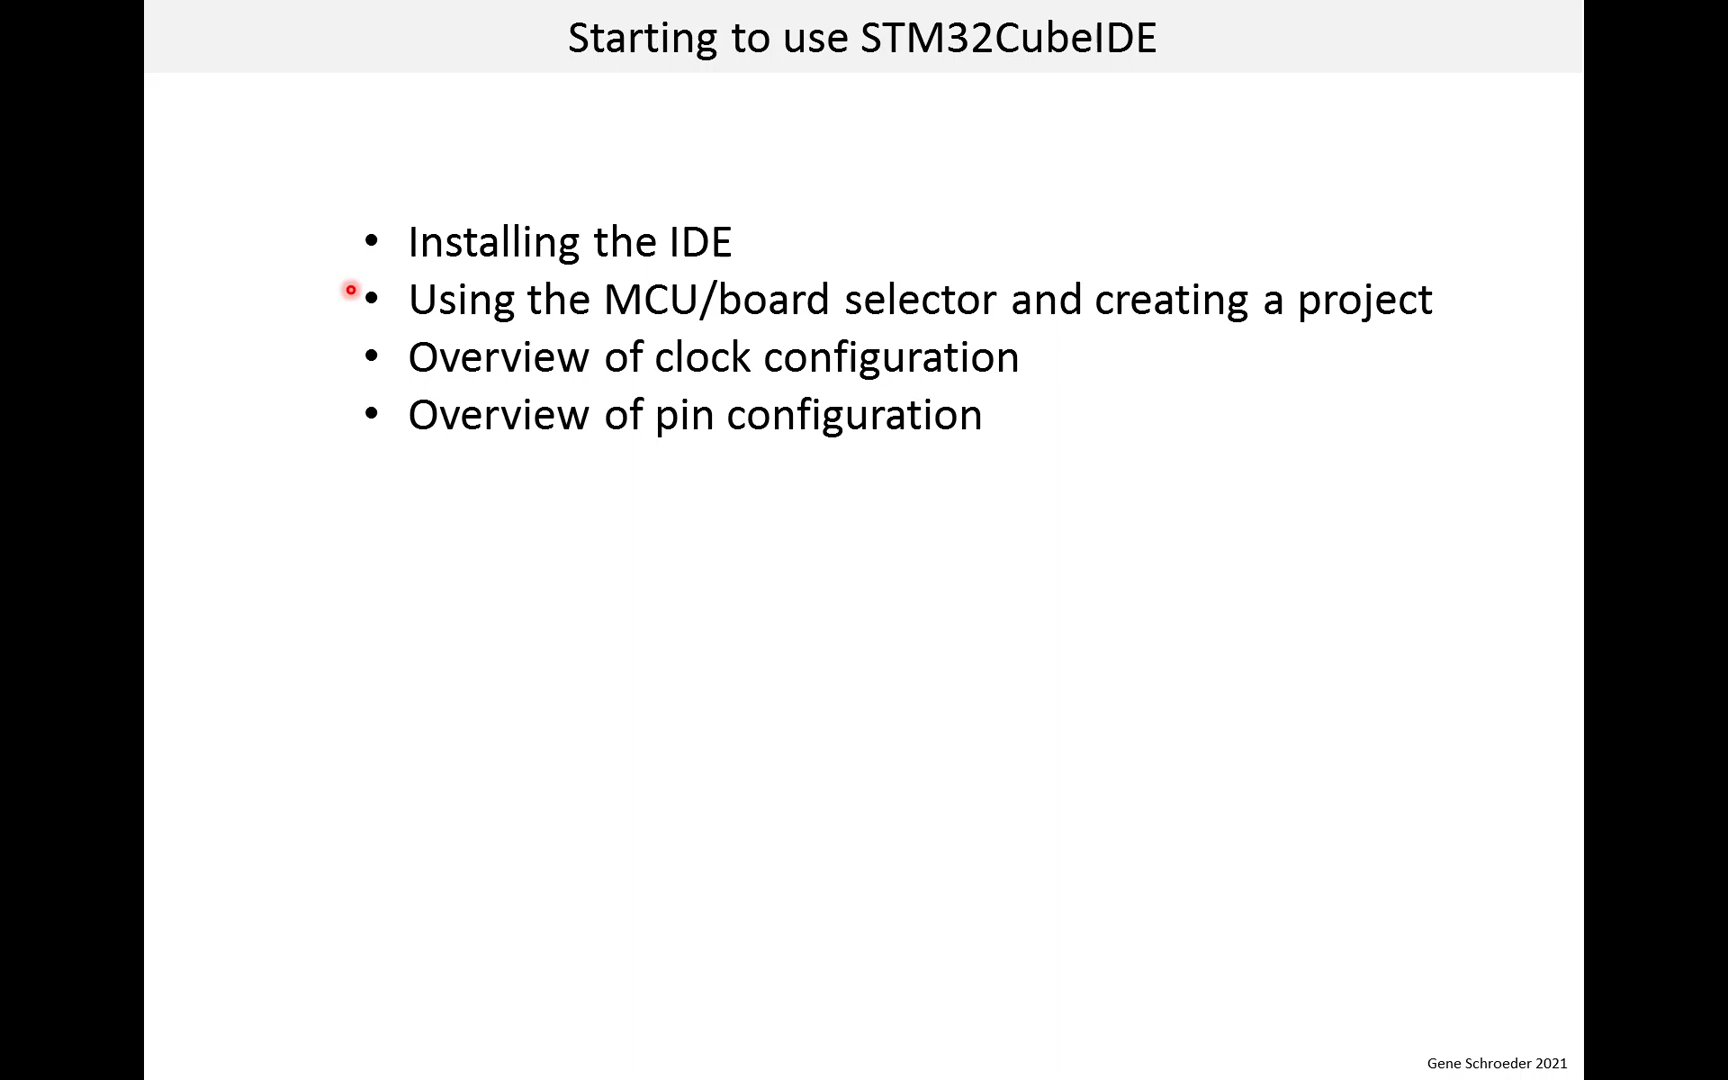 Starting to use STM32CubeIDE
• Installing the IDE
• Using the MCU/board selector and creating a project
• Overview of clock configuration
• Overview of pin configuration
Gene Schroeder 2021